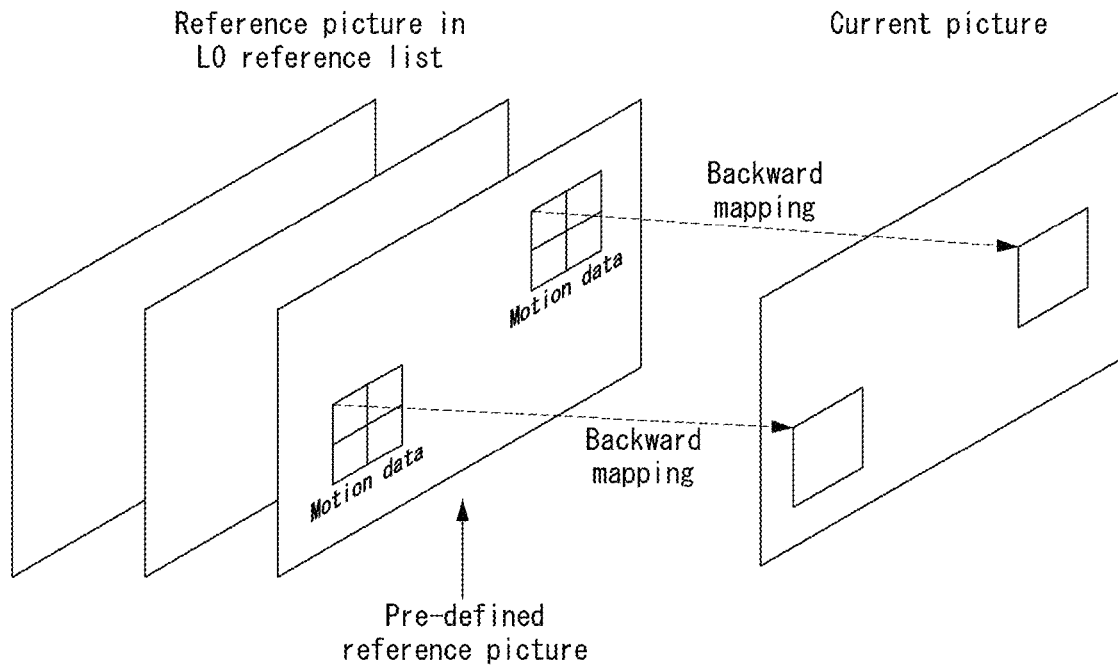 Reference picture in
L0 reference list
Current picture
Backward
mapping
Motion data
Motion data
Backward
mapping
Pre-defined
reference picture